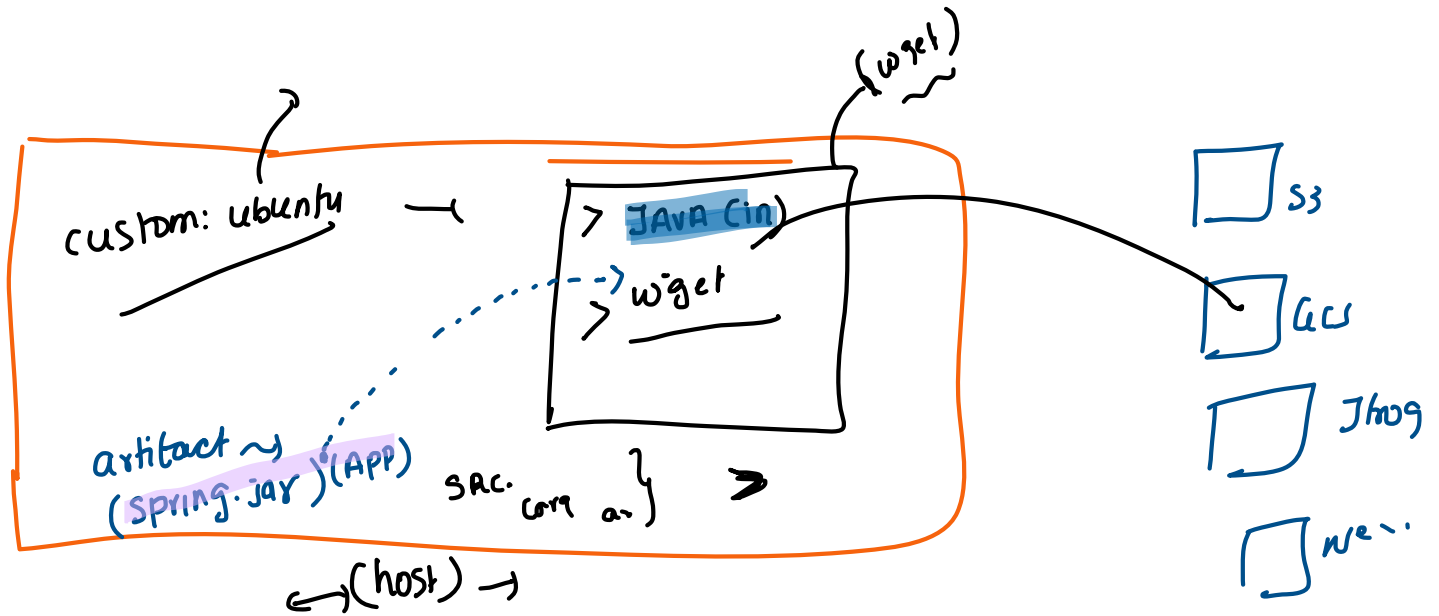 (wget)
custom: ubuntu
> JAVA (in)
> wget
S3
GCS
Jfrog
artifact
(spring.jar) (APP)
src.
(host)